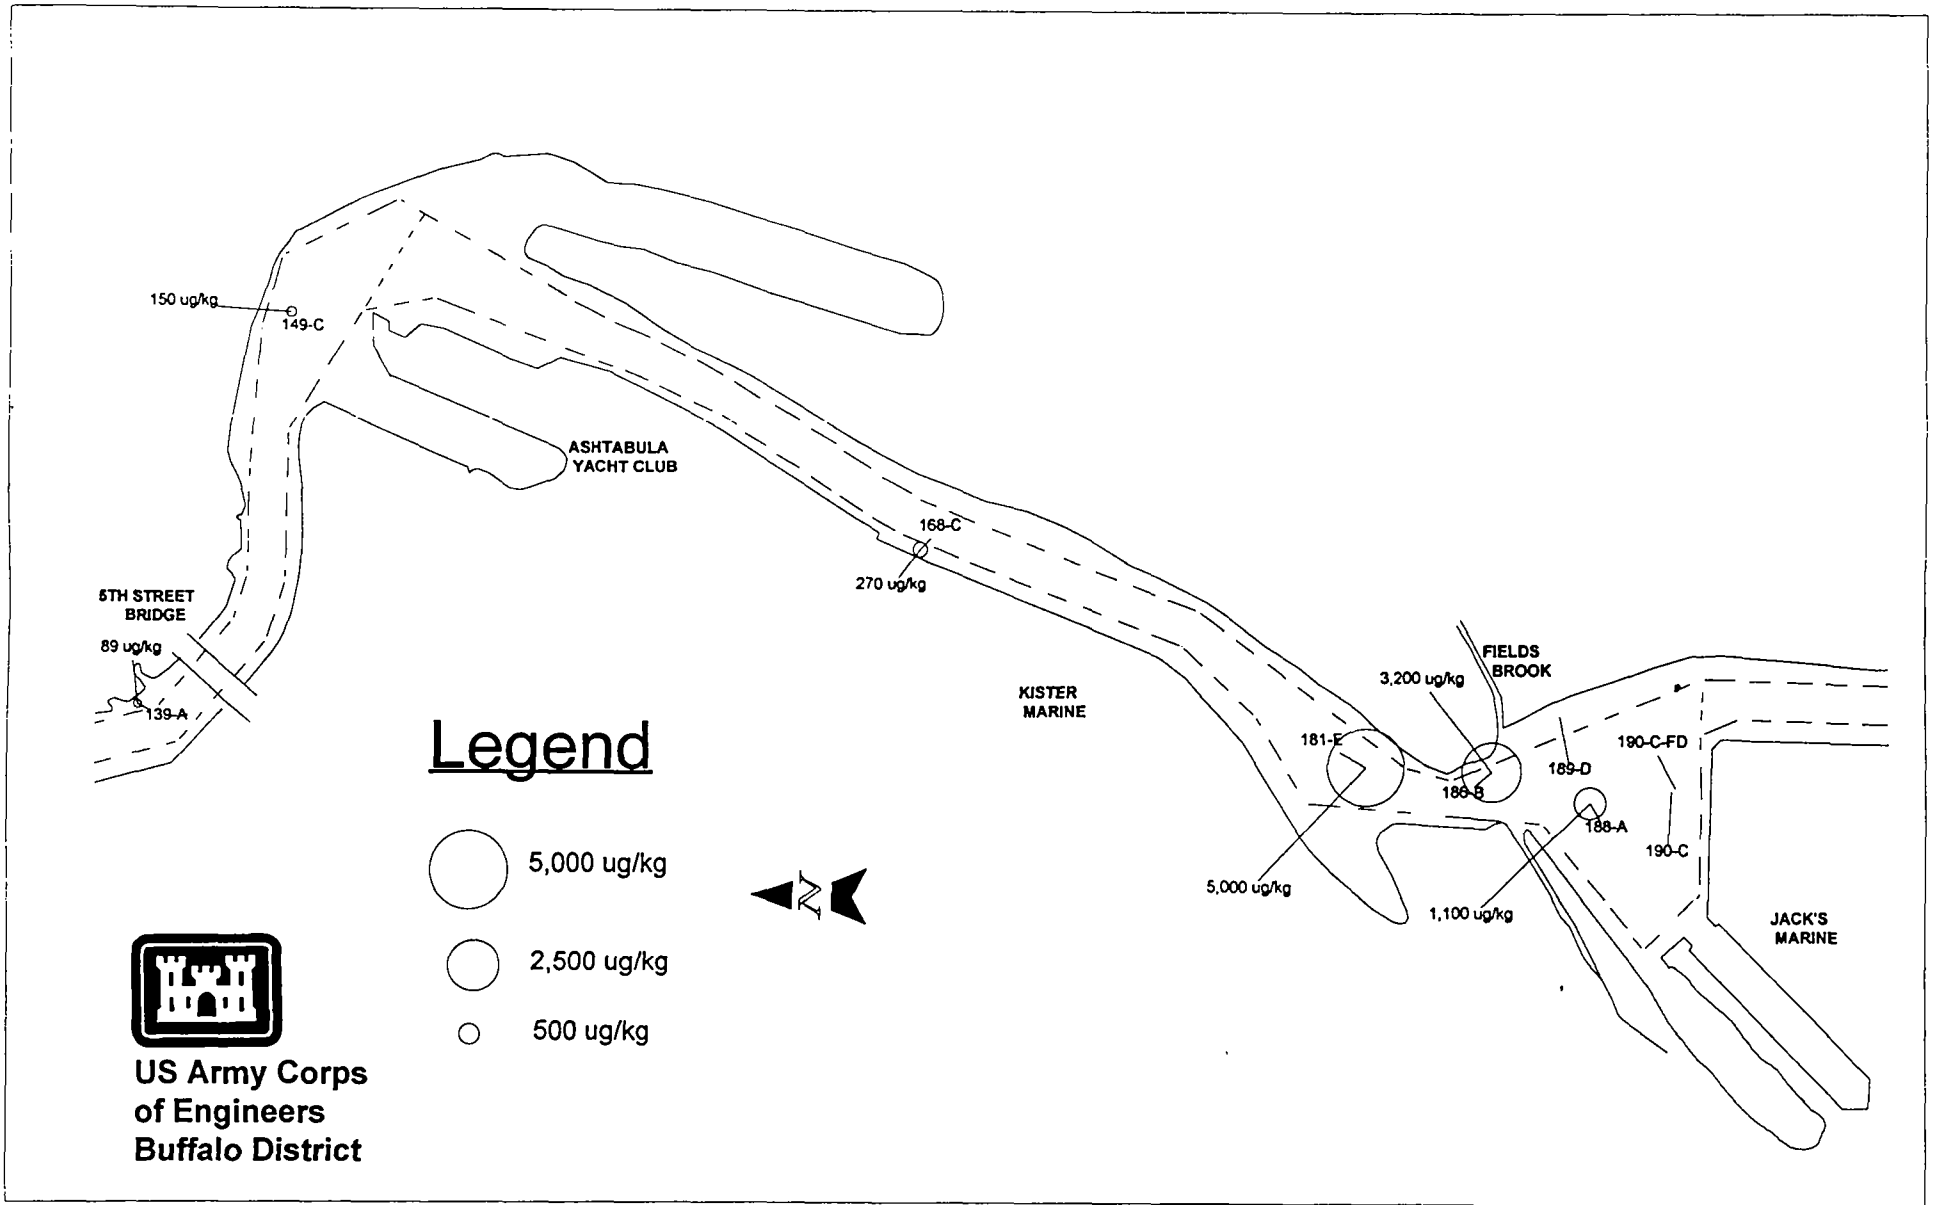 150 ug/kg
149-C
ASHTABULA
YACHT CLUB
168-C
270 ug/kg
5TH STREET
BRIDGE
89 ug/kg
139-A
KISTER
MARINE
FIELDS
BROOK
3,200 ug/kg
181-E
186-B
189-D
190-C-FD
188-A
190-C
5,000 ug/kg
1,100 ug/kg
JACK'S
MARINE
Legend
5,000 ug/kg
2,500 ug/kg
500 ug/kg
N
US Army Corps
of Engineers
Buffalo District